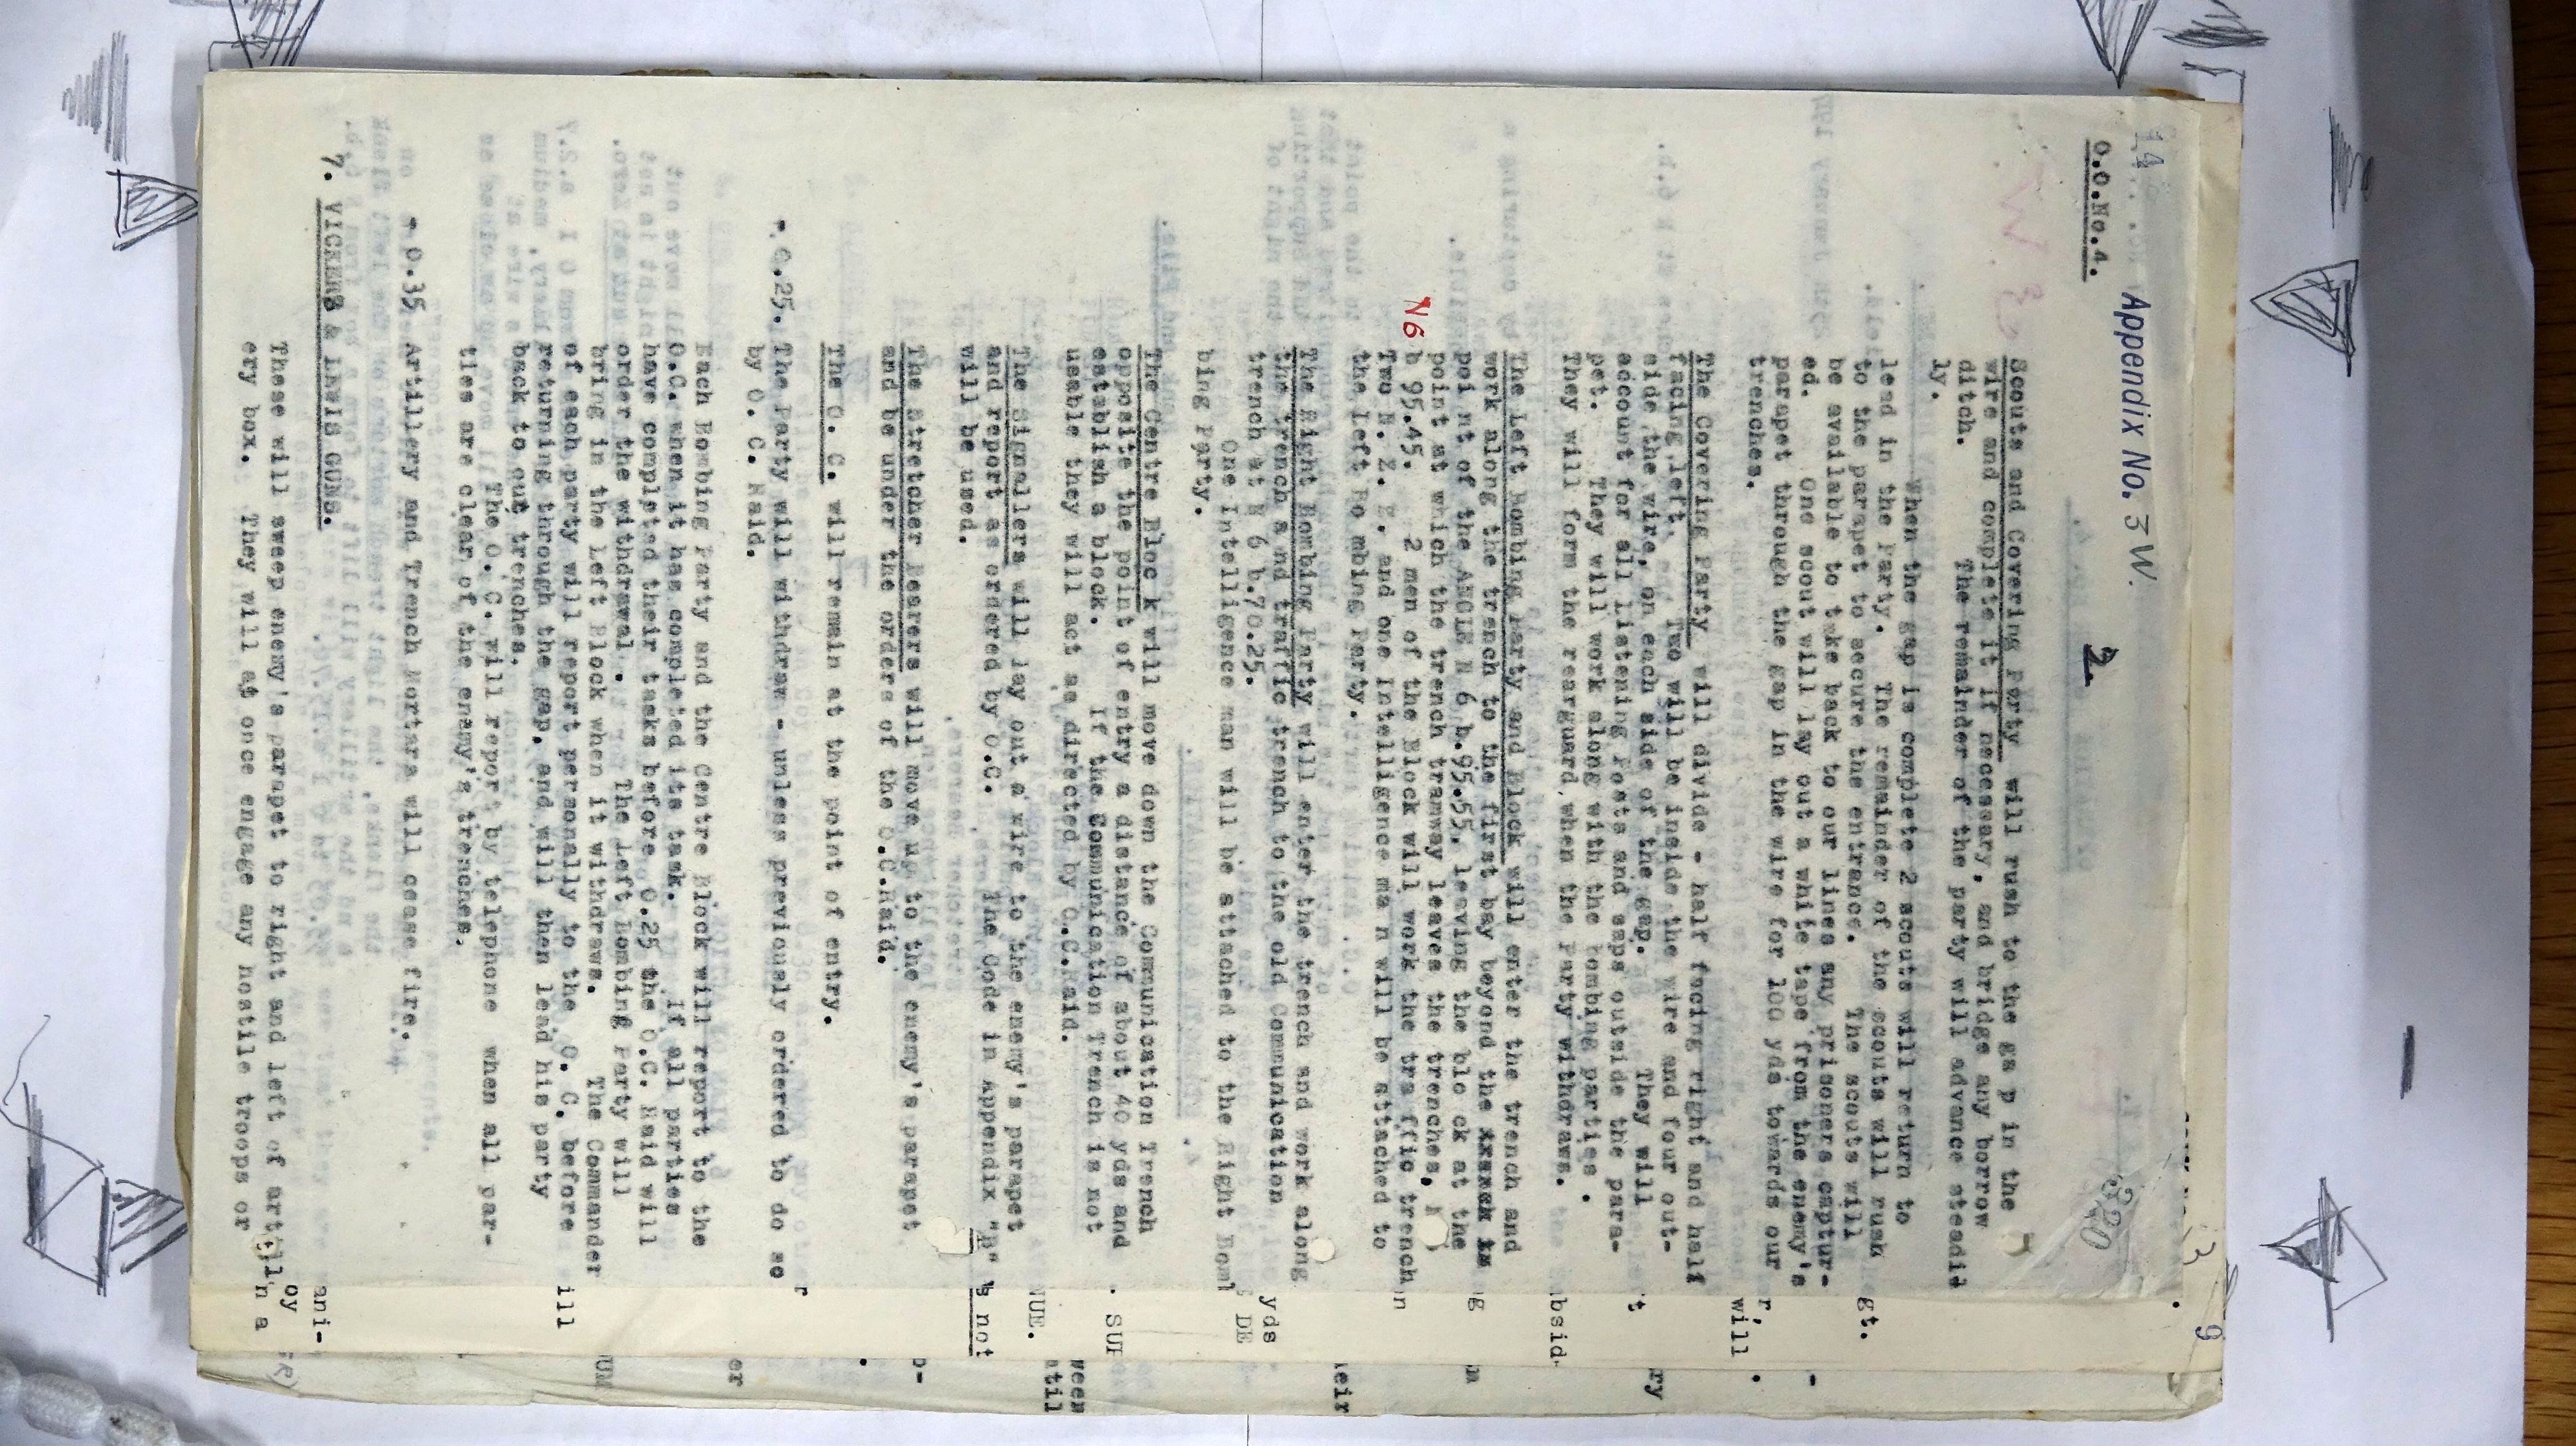 14
Appendix No. 3 W.
O.O.No.4.
2.
3200
Scouts and Covering Party will rush to the ga p in the
wire and complete it if necessary, and bridge any borrow
ditch. The remainder of the party will advance steadil
ly.
When the gap is complete 2 scouts will return to
lead in the Party. The remainder of the scouts will rush
to the parapet to secure the entrance. The scouts will
be available to take back to our lines any prisoners captur-
ed. One scout will lay out a white tape from the enemy's
parapet through the gap in the wire for 100 yds towards our
trenches.
The Covering Party will divide - half facing right and half
facing left. Two will be inside the wire and four out-
side the wire, on each side of the gap. They will
account for all Listening Posts and saps outside the para-
pet. They will work along with the bombing parties.
They will form the rearguard when the Party withdraws.
The Left Bombing Party and Block will enter the trench and
work along the trench to the first bay beyond the
poi nt of the ANGLE N 6 b.95.55, leaving the blo ck at the
point at which the trench tramway leaves the trenches,
N6
b 95.45. 2 men of the Block will work the tra ffic trench
Two N. Z. E. and one Intelligence ma n will be attached to
the Left Bo mbing Party.
The Right Bombing Party will enter the trench and work along
the trench a nd traffic trench to the old Communication
trench at N 6 b.70.25.
One Intelligence man will be attached to the Right Bom
bing Party.
The Centre Bloc k will move down the Communication Trench
opposite the point of entry a distance of about 40 yds and
establish a block. If the Communication Trench is not
useable they will act as directed by O.C.Raid.
The Signallers will lay out a wire to the enemy's parapet
and report as ordered by O.C. The Code in Appendix "B"
will be used.
The Stretcher Bearers will move up to the enemy's parapet
and be under the orders of the O.C.Raid.
The O. C. will remain at the point of entry.
- 0.25. The Party will withdraw - unless previously ordered to do so
by O. C. Raid.
Each Bombing Party and the Centre Block will report to the
O.C. when it has completed its task. If all parties
have completed their tasks before 0.25 the O.C. Raid will
order the withdrawal. The Left Bombing Party will
bring in the Left Block when it withdraws. The Commander
of each party will report personally to the O. C. before
returning through the gap, and will then lead his party
back to our trenches.
The O. C. will report by telephone when all par-
ties are clear of the enemy's trenches.
- 0.35 Artillery and Trench Mortars will cease fire.
7. VICKERS & LEWIS GUNS.
These will sweep enemy's parapet to right and left of artill
ery box. They will at once engage any hostile troops or